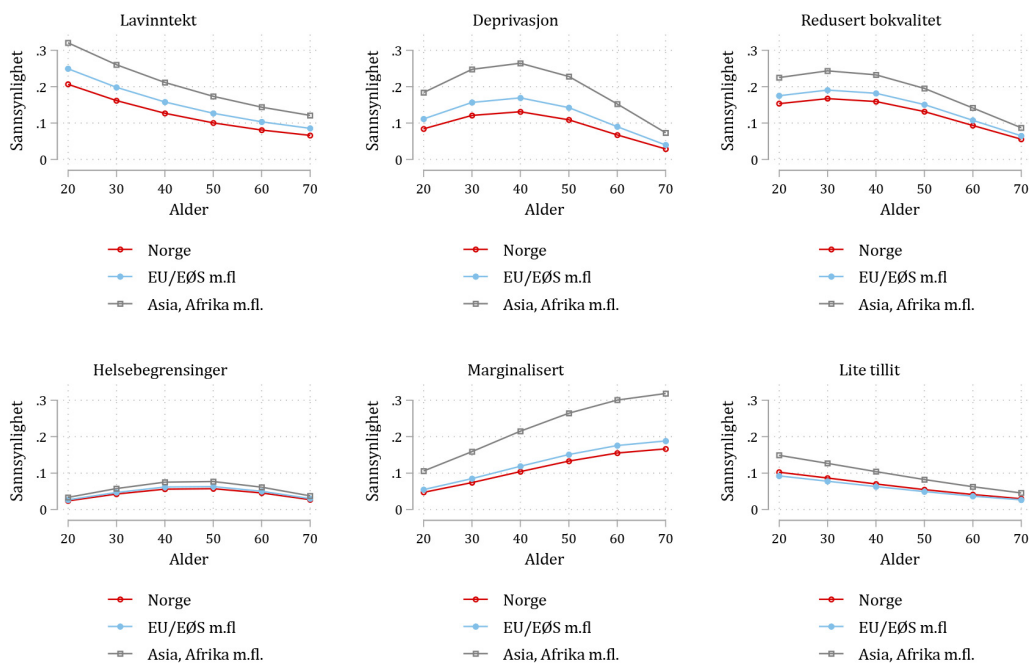 Lavinntekt
Sannsynlighet
.3
.2
.1
0
20 30 40 50 60 70
Alder
Norge
EU/EØS m.fl
Asia, Afrika m.fl.
Deprivasjon
Sannsynlighet
.3
.2
.1
0
20 30 40 50 60 70
Alder
Norge
EU/EØS m.fl
Asia, Afrika m.fl.
Redusert bokvalitet
Sannsynlighet
.3
.2
.1
0
20 30 40 50 60 70
Alder
Norge
EU/EØS m.fl
Asia, Afrika m.fl.
Helsebegrensinger
Sannsynlighet
.3
.2
.1
0
20 30 40 50 60 70
Alder
Norge
EU/EØS m.fl
Asia, Afrika m.fl.
Marginalisert
Sannsynlighet
.3
.2
.1
0
20 30 40 50 60 70
Alder
Norge
EU/EØS m.fl
Asia, Afrika m.fl.
Lite tillit
Sannsynlighet
.3
.2
.1
0
20 30 40 50 60 70
Alder
Norge
EU/EØS m.fl
Asia, Afrika m.fl.